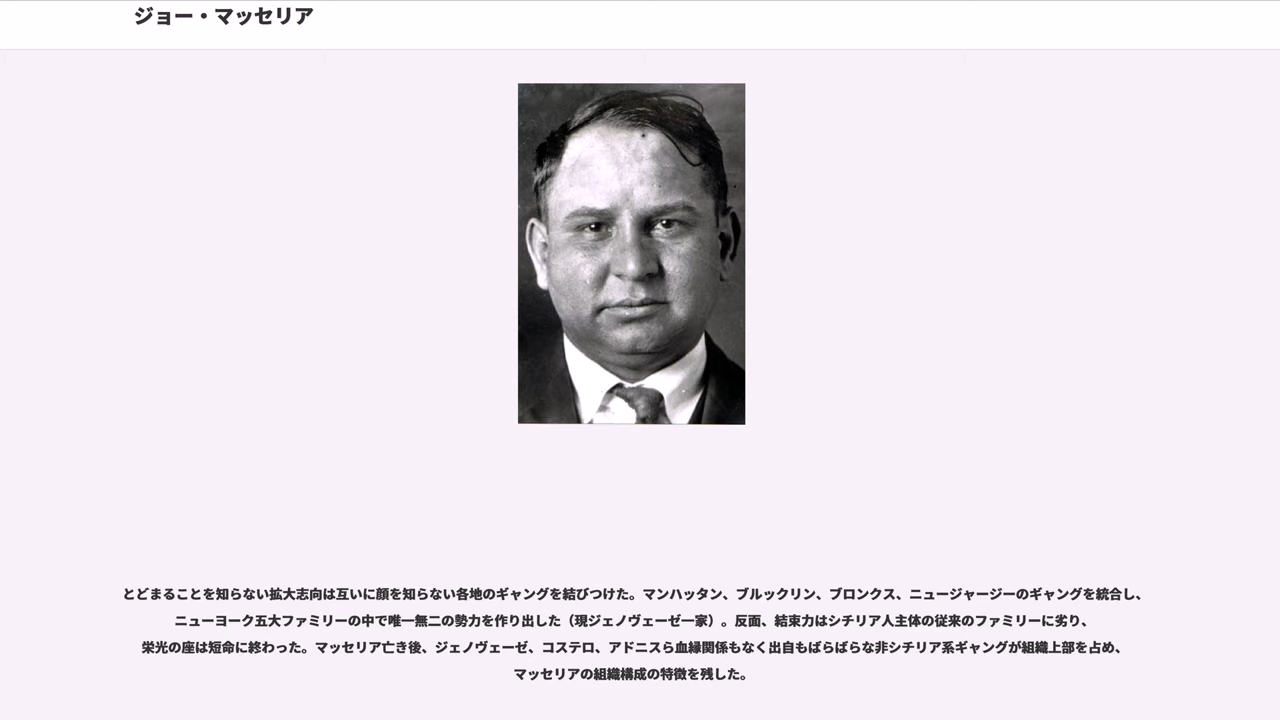 ジョー・マッセリア
とどまることを知らない拡大志向は互いに顔を知らない各地のギャングを結びつけた。マンハッタン、ブルックリン、ブロンクス、ニュージャージーのギャングを統合し、
ニューヨーク五大ファミリーの中で唯一無二の勢力を作り出した（現ジェノヴェーゼ一家）。反面、結束力はシチリア人主体の従来のファミリーに劣り、
栄光の座は短命に終わった。マッセリア亡き後、ジェノヴェーゼ、コステロ、アドニスら血縁関係もなく出自もばらばらな非シチリア系ギャングが組織上部を占め、
マッセリアの組織構成の特徴を残した。